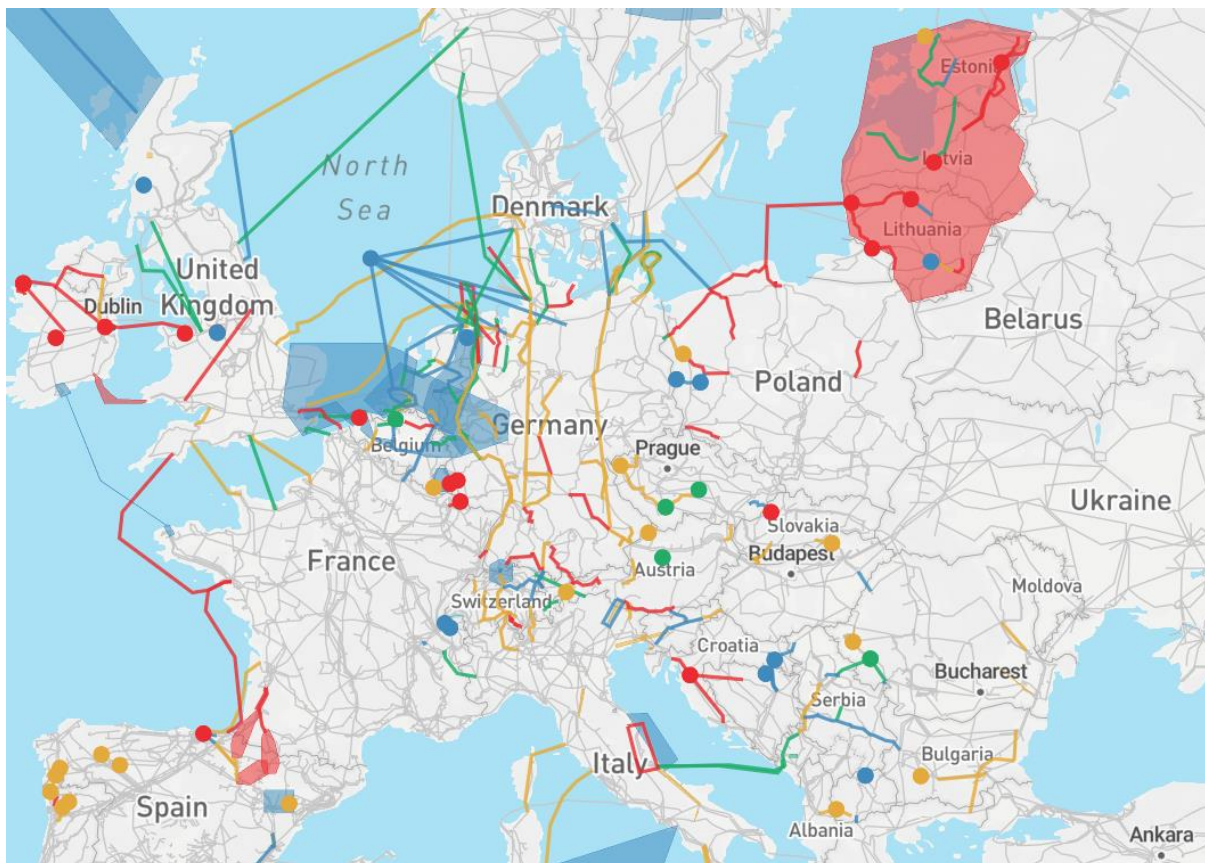 Estonia
North
Sea
Latvia
Denmark
Lithuania
United
Kingdom
Dublin
Belarus
Poland
Germany
Belgium
Prague
Ukraine
Slovakia
France
Budapest
Austria
Moldova
Switzerland
Croatia
Bucharest
Serbia
Bulgaria
Italy
Spain
Albania
Ankara